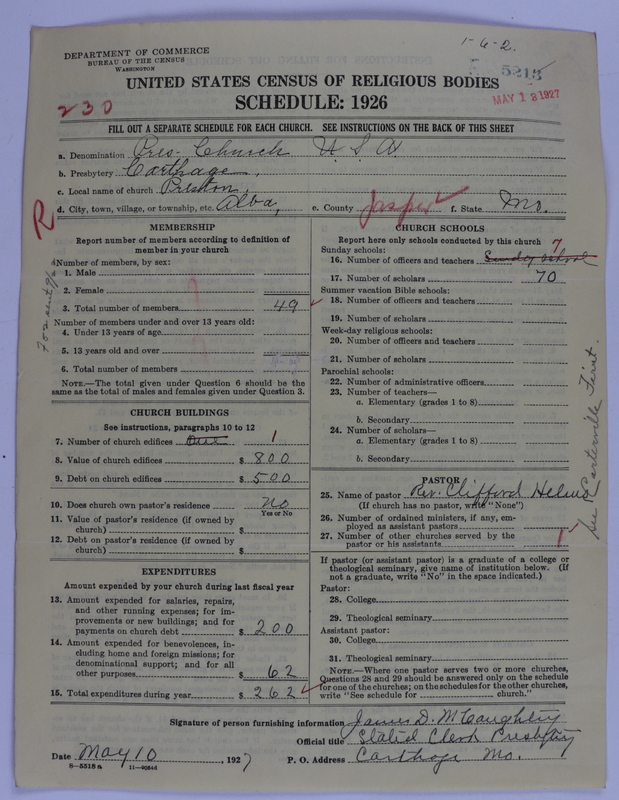 1-6-2.
DEPARTMENT OF COMMERCE
BUREAU OF THE CENSUS
WASHINGTON
5215
MAY 13 1927
UNITED STATES CENSUS OF RELIGIOUS BODIES
SCHEDULE: 1926
230
FILL OUT A SEPARATE SCHEDULE FOR EACH CHURCH. SEE INSTRUCTIONS ON THE BACK OF THIS SHEET
a. Denomination Pres. Church U S A
b. Presbytery Carthage
c. Local name of church Preston
d. City, town, village, or township, etc. Alba, e. County Jasper f. State Mo.
R
MEMBERSHIP
Report number of members according to definition of member in your church
Number of members, by sex:
1. Male
2. Female
3. Total number of members 49
Number of members under and over 13 years old:
4. Under 13 years of age
5. 13 years old and over
6. Total number of members
NOTE.—The total given under Question 6 should be the same as the total of males and females given under Question 3.
CHURCH BUILDINGS
See instructions, paragraphs 10 to 12
7. Number of church edifices One 1
8. Value of church edifices $ 800
9. Debt on church edifices $ 500
10. Does church own pastor's residence No
Yes or No
11. Value of pastor's residence (if owned by church) $
12. Debt on pastor's residence (if owned by church) $
EXPENDITURES
Amount expended by your church during last fiscal year
13. Amount expended for salaries, repairs, and other running expenses; for improvements or new buildings; and for payments on church debt $ 200
14. Amount expended for benevolences, including home and foreign missions; for denominational support; and for all other purposes $ 62
15. Total expenditures during year $ 262
CHURCH SCHOOLS
Report here only schools conducted by this church
Sunday schools:
16. Number of officers and teachers Sunday School 7
17. Number of scholars 70
Summer vacation Bible schools:
18. Number of officers and teachers
19. Number of scholars
Week-day religious schools:
20. Number of officers and teachers
21. Number of scholars
Parochial schools:
22. Number of administrative officers
23. Number of teachers—
a. Elementary (grades 1 to 8)
b. Secondary
24. Number of scholars—
a. Elementary (grades 1 to 8)
b. Secondary
PASTOR
25. Name of pastor Rev. Clifford Helms
(If church has no pastor, write "None")
26. Number of ordained ministers, if any, employed as assistant pastors
27. Number of other churches served by the pastor or his assistants 1
See Carterville First.
If pastor (or assistant pastor) is a graduate of a college or theological seminary, give name of institution below. (If not a graduate, write "No" in the space indicated.)
Pastor:
28. College
29. Theological seminary
Assistant pastor:
30. College
31. Theological seminary
NOTE.—Where one pastor serves two or more churches, Questions 28 and 29 should be answered only on the schedule for one of the churches; on the schedules for the other churches, write "See schedule for church."
Signature of person furnishing information James D. McCaughtry
Official title Stated Clerk Presbytery
Date May 10, 1927 P. O. Address Carthage Mo.
8-5518 a 11-9084d